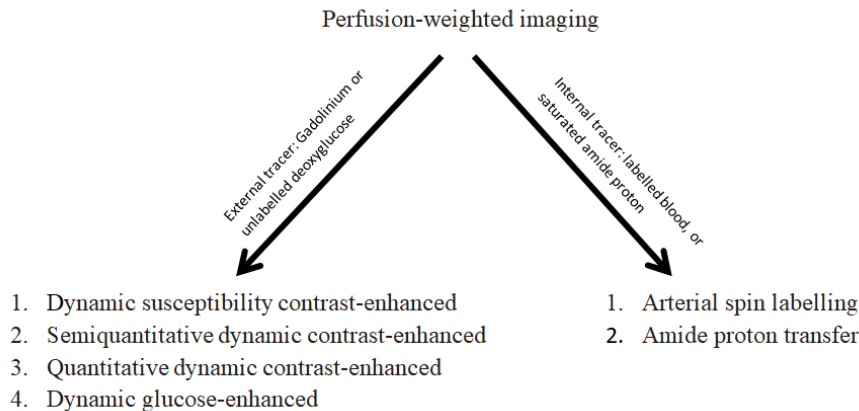 Perfusion-weighted imaging
External tracer: Gadolinium or
unlabelled deoxyglucose
Internal tracer: labelled blood, or
saturated amide proton
1. Dynamic susceptibility contrast-enhanced
2. Semiquantitative dynamic contrast-enhanced
3. Quantitative dynamic contrast-enhanced
4. Dynamic glucose-enhanced
1. Arterial spin labelling
2. Amide proton transfer